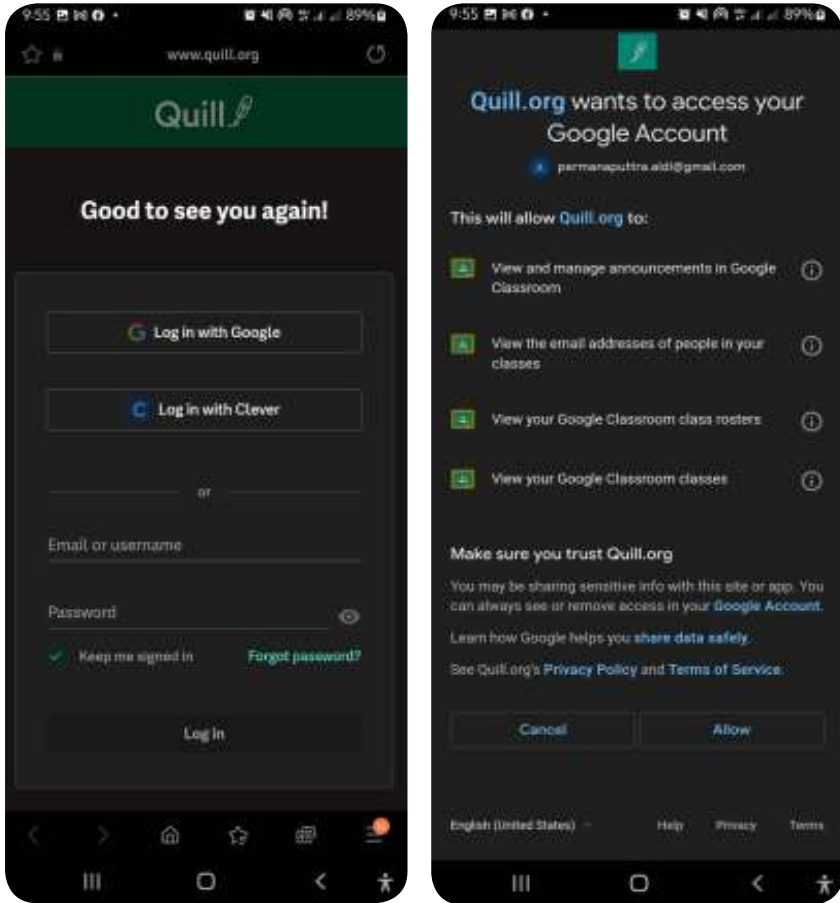 9:55
89%
www.quill.org
Quill
Good to see you again!
G Log in with Google
C Log in with Clever
or
Email or username
Password
Keep me signed in
Forgot password?
Log in
9:55
89%
Quill.org wants to access your
Google Account
permanaputtra.aldi@gmail.com
This will allow Quill.org to:
View and manage announcements in Google
Classroom
View the email addresses of people in your
classes
View your Google Classroom class rosters
View your Google Classroom classes
Make sure you trust Quill.org
You may be sharing sensitive info with this site or app. You
can always see or remove access in your Google Account.
Learn how Google helps you share data safely.
See Quill.org's Privacy Policy and Terms of Service.
Cancel
Allow
English (United States)
Help
Privacy
Terms